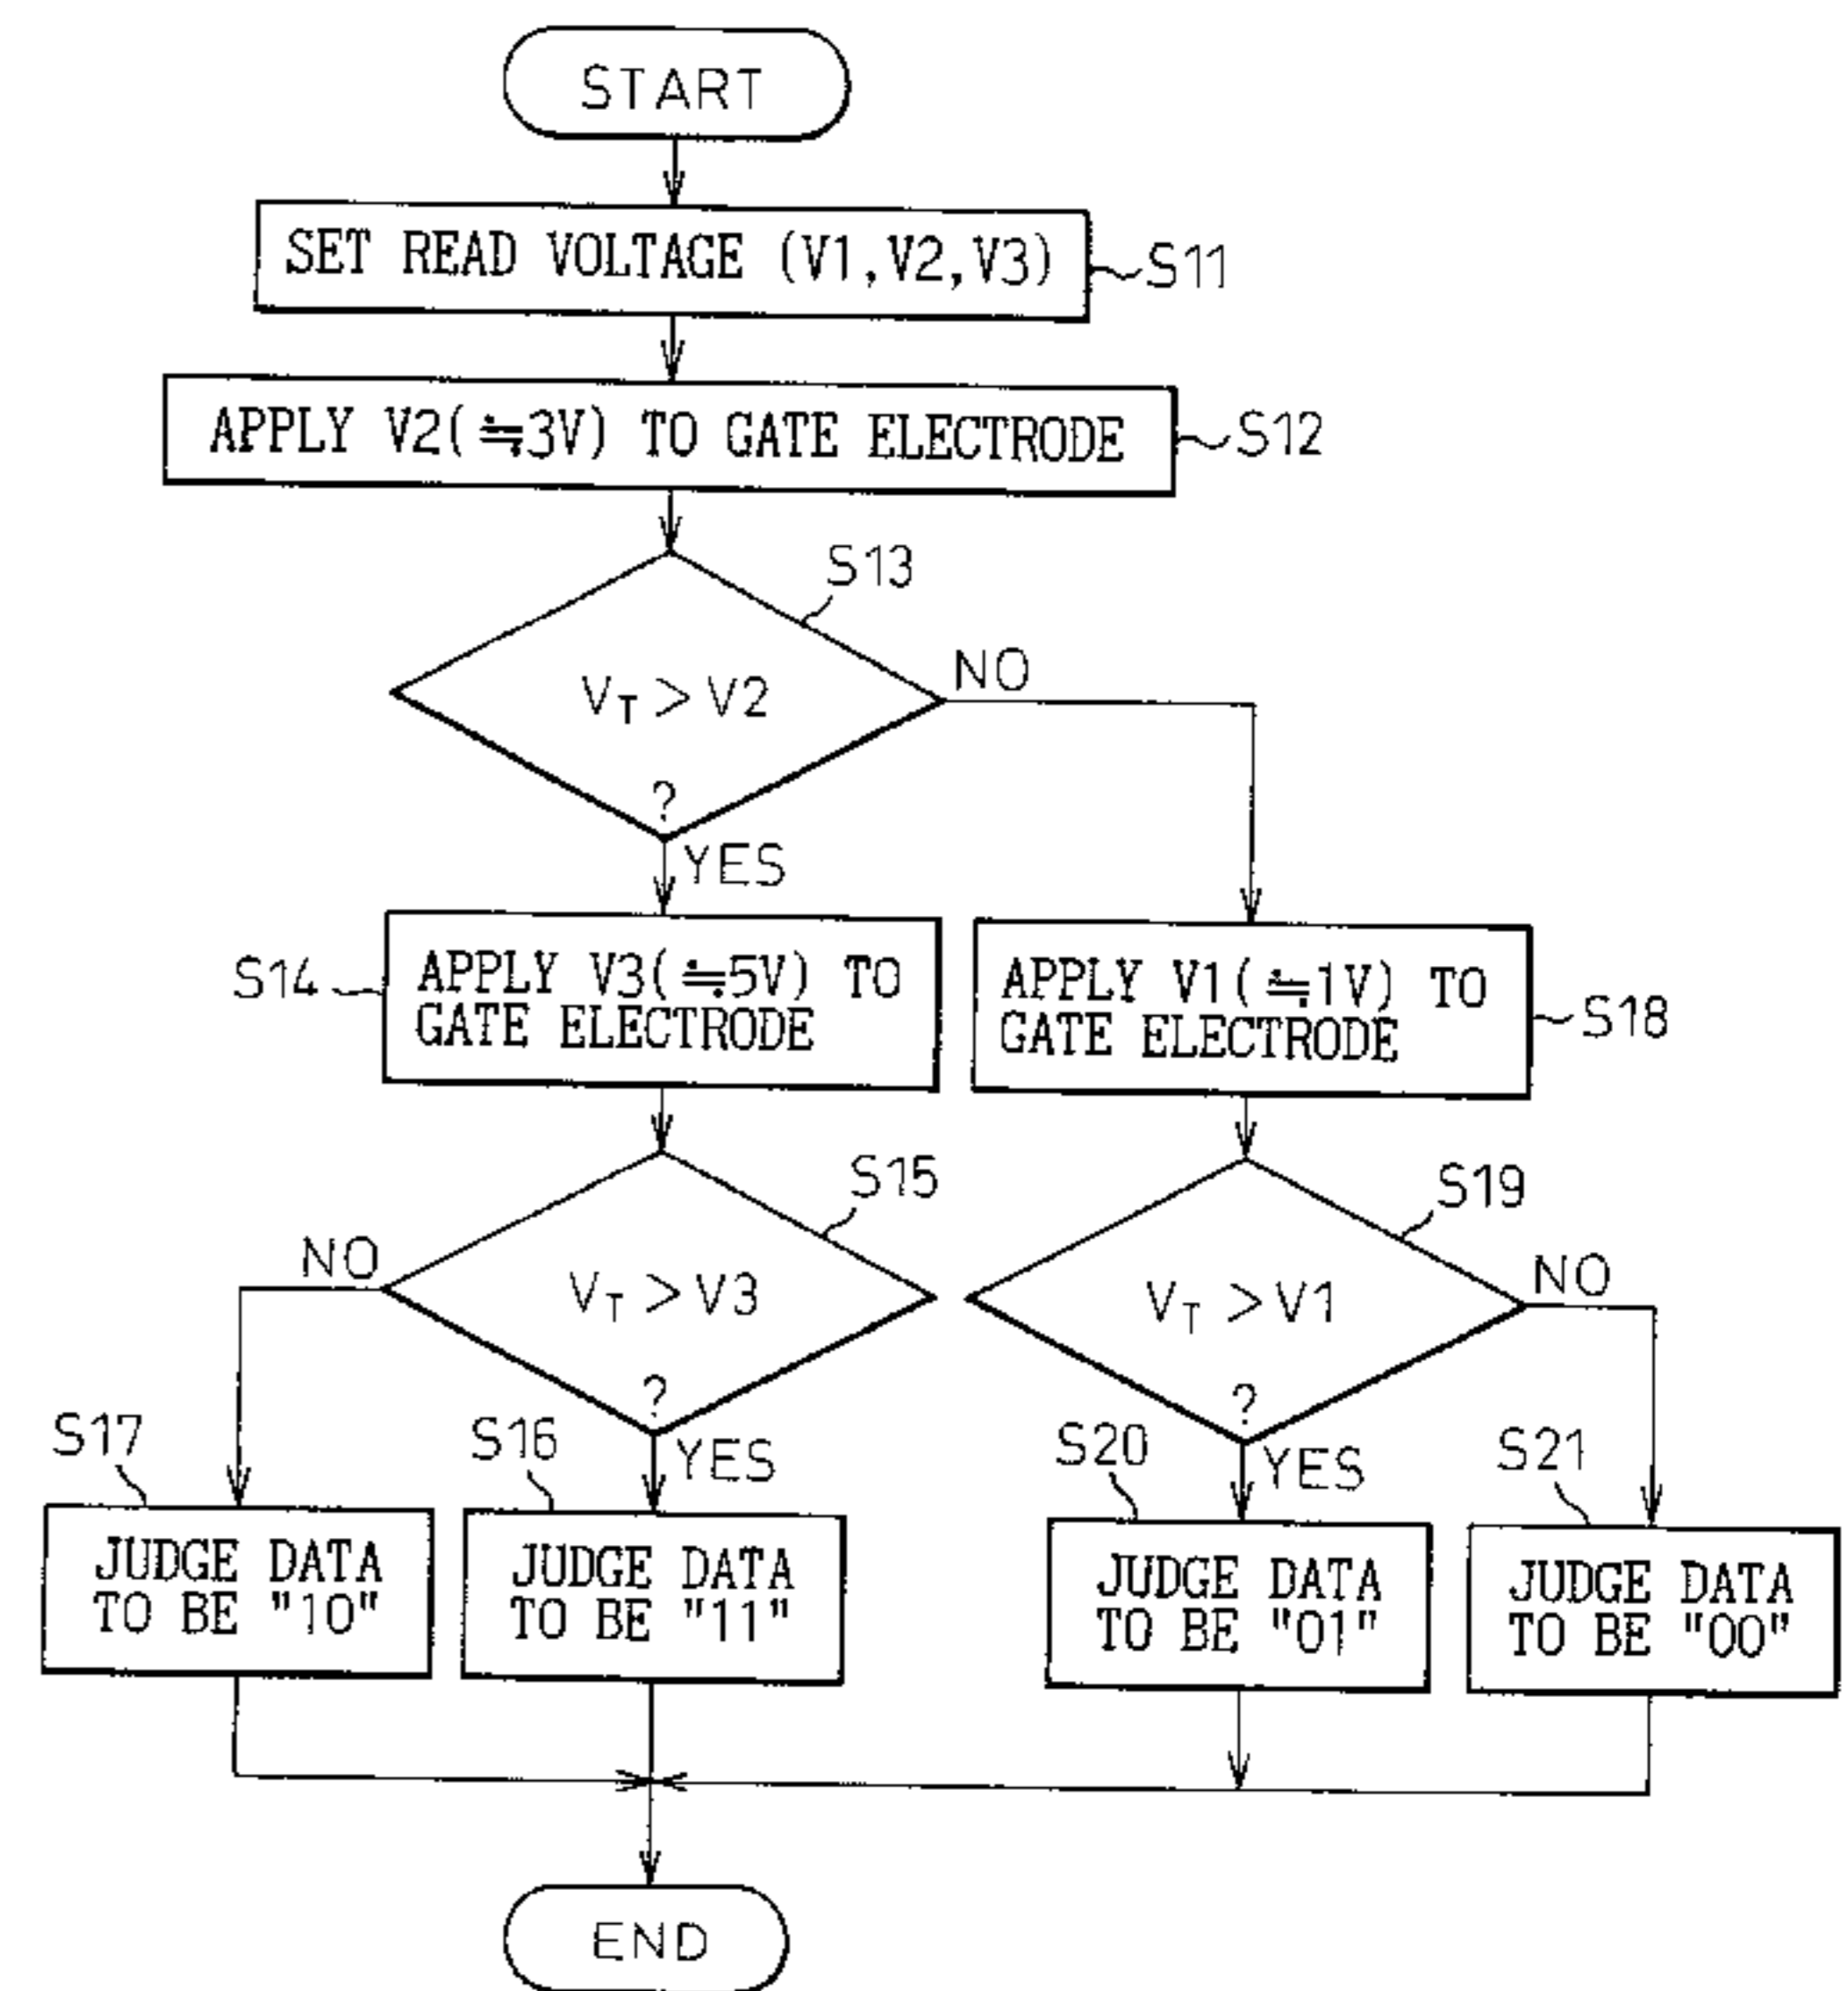 START
SET READ VOLTAGE (V1,V2,V3)
S11
APPLY V2(≒3V) TO GATE ELECTRODE
S12
S13
VT > V2
?
NO
YES
S14
APPLY V3(≒5V) TO
GATE ELECTRODE
APPLY V1(≒1V) TO
GATE ELECTRODE
S18
S15
VT > V3
?
NO
YES
S19
VT > V1
?
NO
YES
S17
JUDGE DATA
TO BE "10"
S16
JUDGE DATA
TO BE "11"
S20
JUDGE DATA
TO BE "01"
S21
JUDGE DATA
TO BE "00"
END